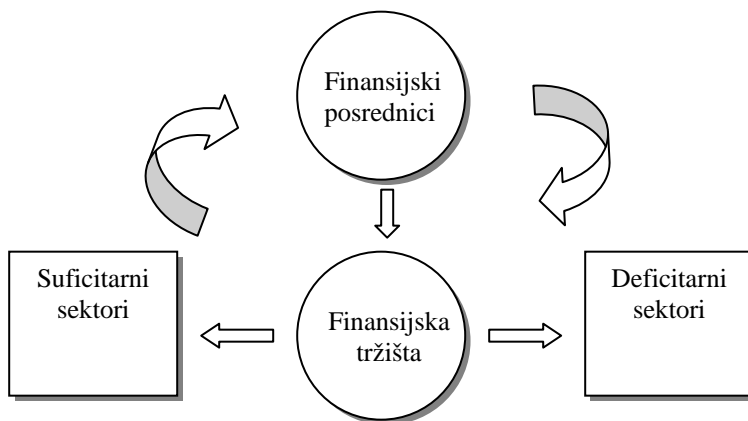 Finansijski
posrednici
Suficitarni
sektori
Finansijska
tržišta
Deficitarni
sektori